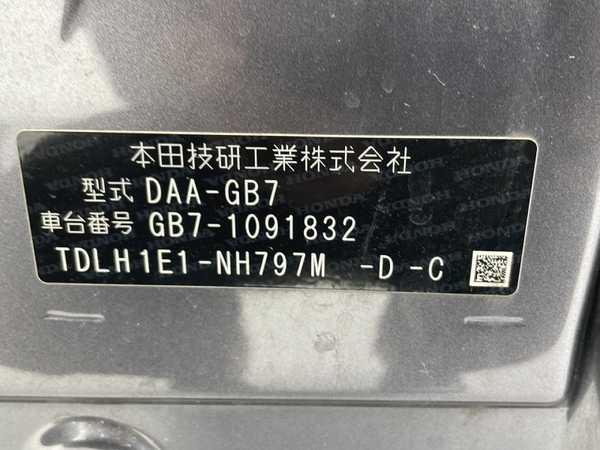 本田技研工業株式会社
型式 DAA-GB7
車台番号 GB7-1091832
TDLH1E1-NH797M -D -C